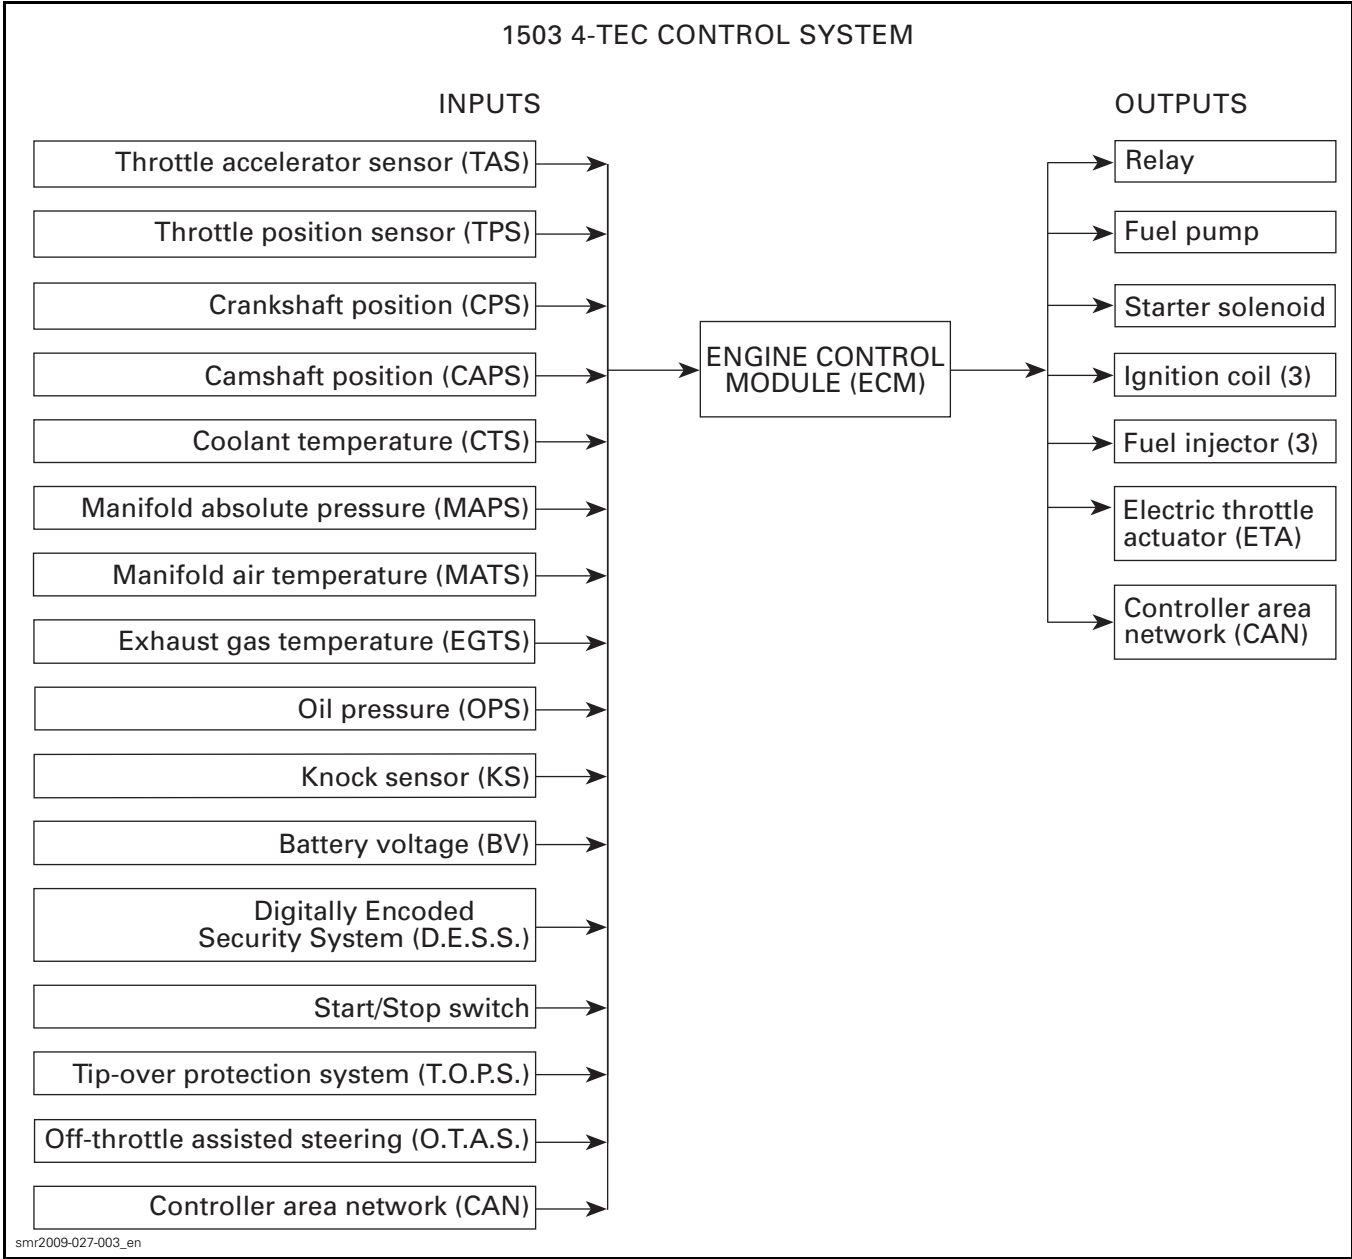 1503 4-TEC CONTROL SYSTEM
INPUTS
Throttle accelerator sensor (TAS)
Throttle position sensor (TPS)
Crankshaft position (CPS)
Camshaft position (CAPS)
Coolant temperature (CTS)
Manifold absolute pressure (MAPS)
Manifold air temperature (MATS)
Exhaust gas temperature (EGTS)
Oil pressure (OPS)
Knock sensor (KS)
Battery voltage (BV)
Digitally Encoded
Security System (D.E.S.S.)
Start/Stop switch
Tip-over protection system (T.O.P.S.)
Off-throttle assisted steering (O.T.A.S.)
Controller area network (CAN)
ENGINE CONTROL
MODULE (ECM)
OUTPUTS
Relay
Fuel pump
Starter solenoid
Ignition coil (3)
Fuel injector (3)
Electric throttle
actuator (ETA)
Controller area
network (CAN)
smr2009-027-003_en